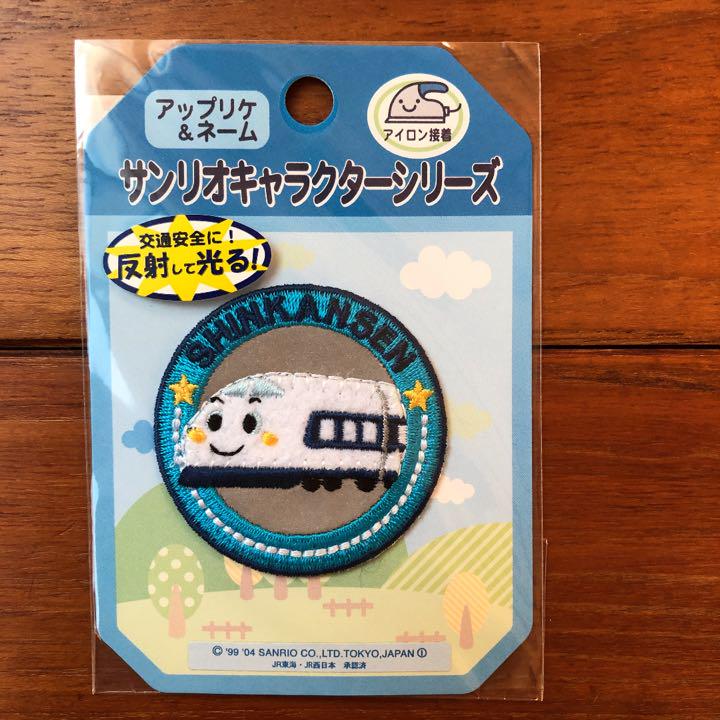 アップリケ
&ネーム
アイロン接着
サンリオキャラクターシリーズ
交通安全に!
反射して光る!!
SHINKANSEN
© '99 '04 SANRIO CO.,LTD.TOKYO,JAPAN Ⓘ
JR東海・JR西日本 承認済